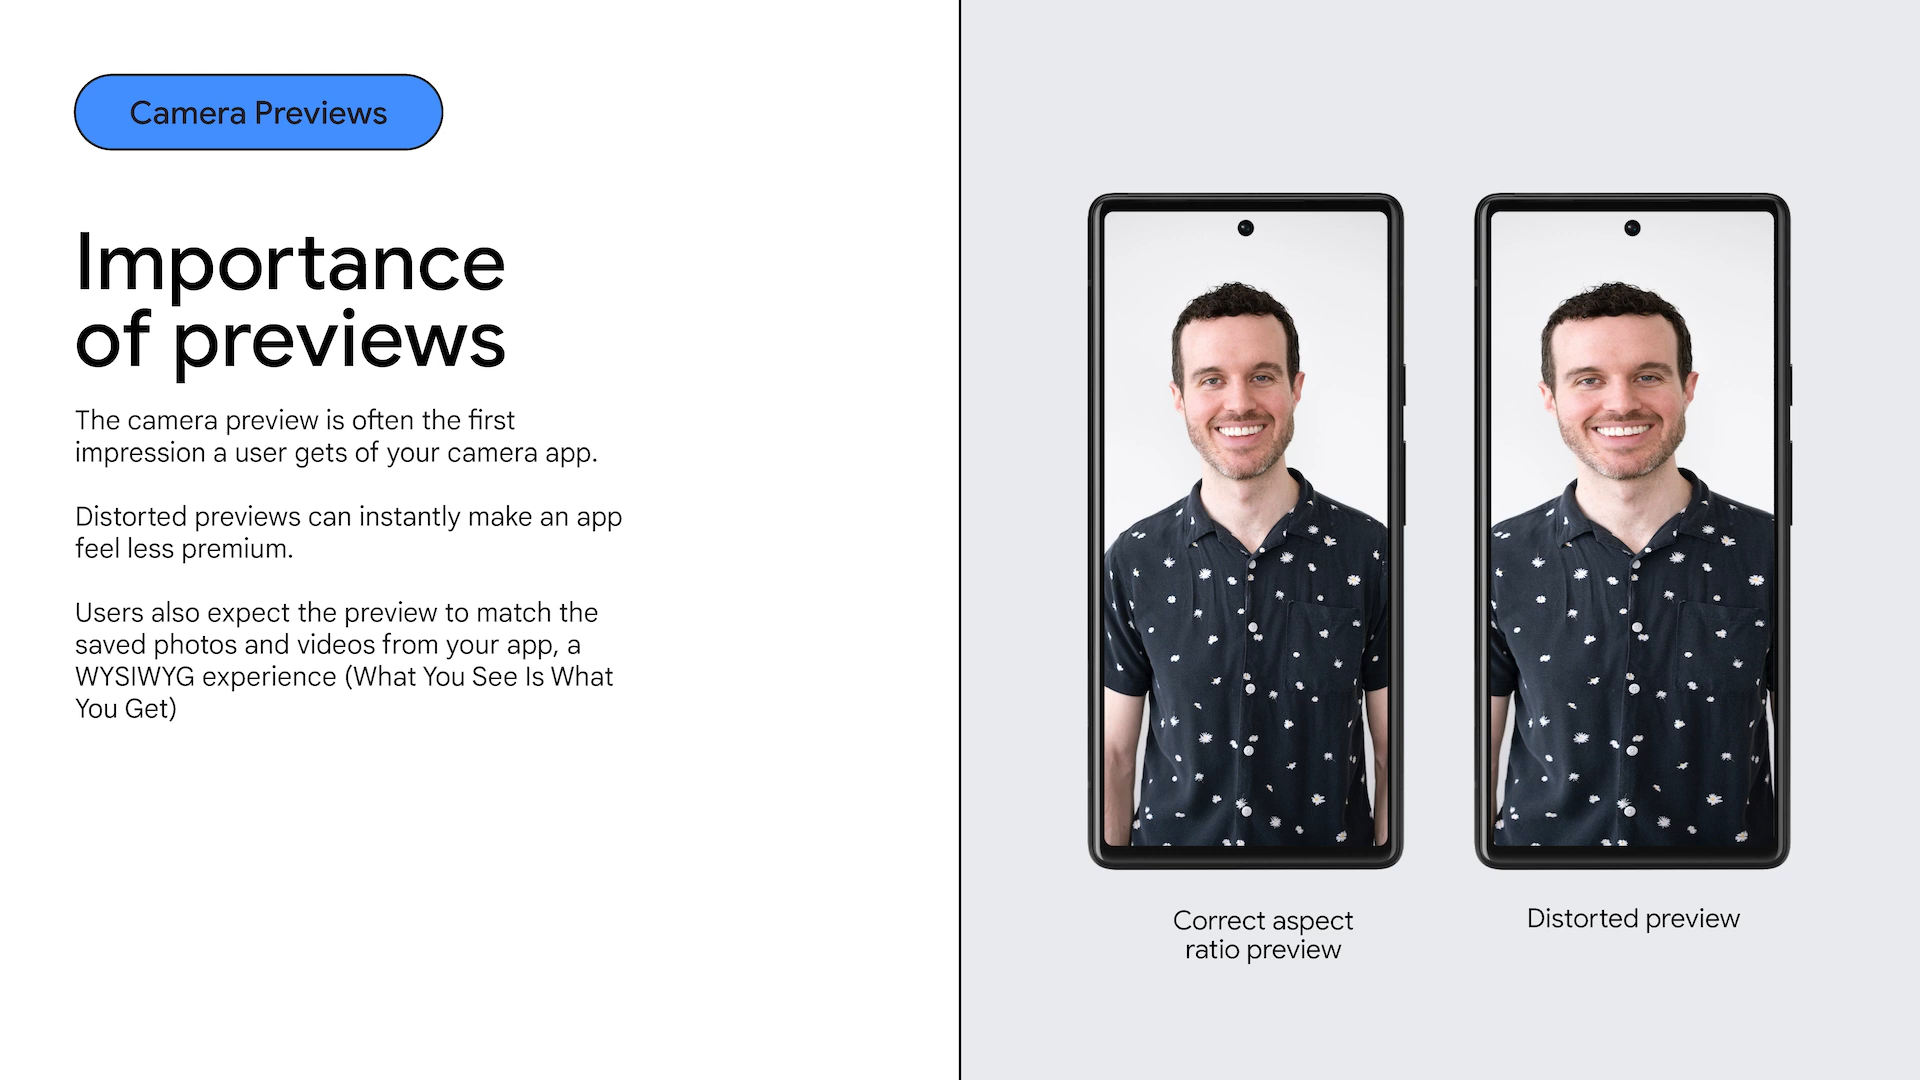 Camera Previews
Importance
of previews
The camera preview is often the first
impression a user gets of your camera app.
Distorted previews can instantly make an app
feel less premium.
Users also expect the preview to match the
saved photos and videos from your app, a
WYSIWYG experience (What You See Is What
You Get)
Correct aspect
ratio preview
Distorted preview